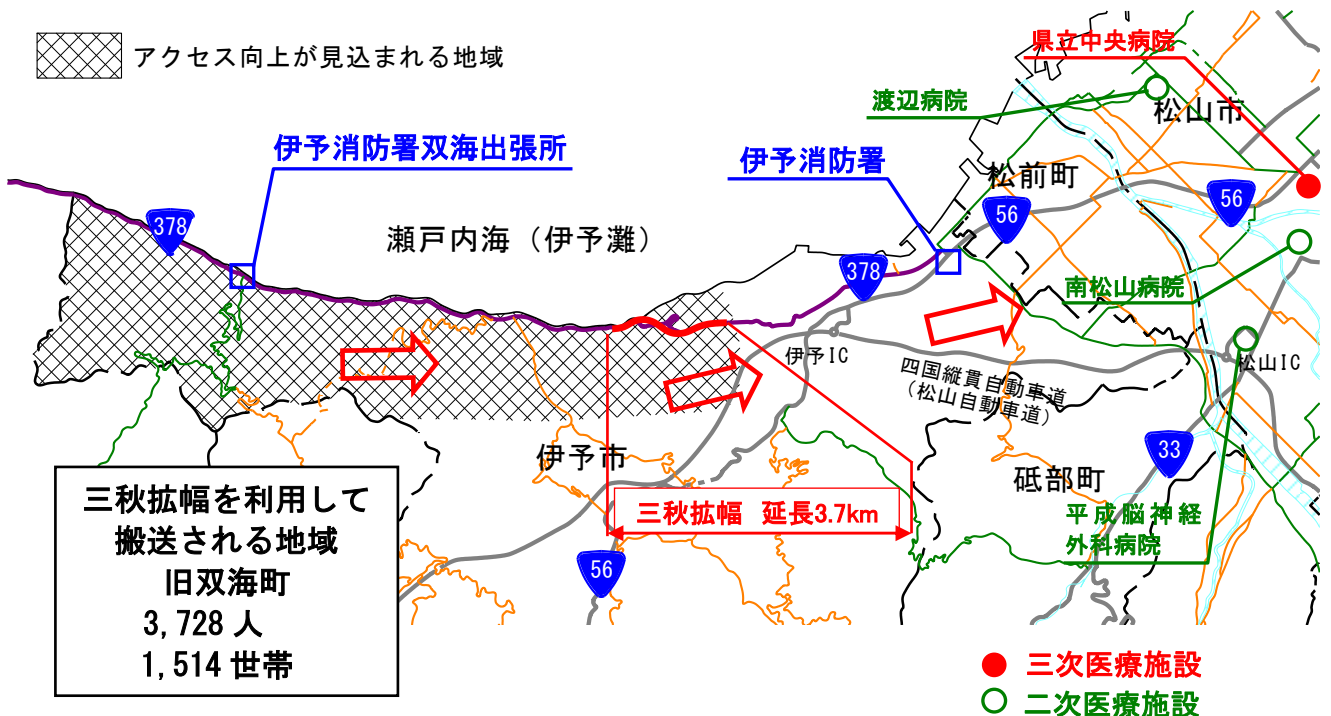 アクセス向上が見込まれる地域
県立中央病院
渡辺病院
松山市
伊予消防署双海出張所
伊予消防署
松前町
56
56
378
瀬戸内海（伊予灘）
378
南松山病院
伊予IC
松山IC
四国縦貫自動車道
（松山自動車道）
伊予市
33
砥部町
三秋拡幅 延長3.7km
平成脳神経
外科病院
56
三秋拡幅を利用して
搬送される地域
旧双海町
3,728 人
1,514 世帯
三次医療施設
二次医療施設